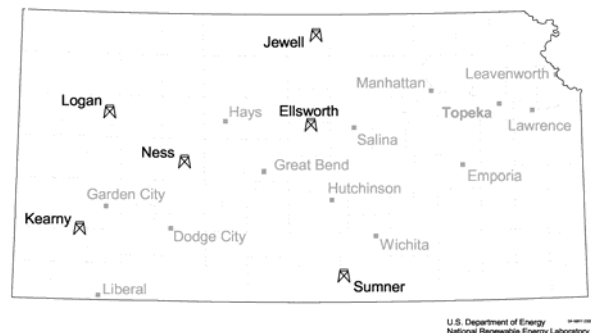 Jewell
Leavenworth
Manhattan
Logan
Hays
Ellsworth
Topeka
Lawrence
Salina
Ness
Great Bend
Emporia
Garden City
Hutchinson
Kearny
Dodge City
Wichita
Liberal
Sumner
U.S. Department of Energy
National Renewable Energy Laboratory